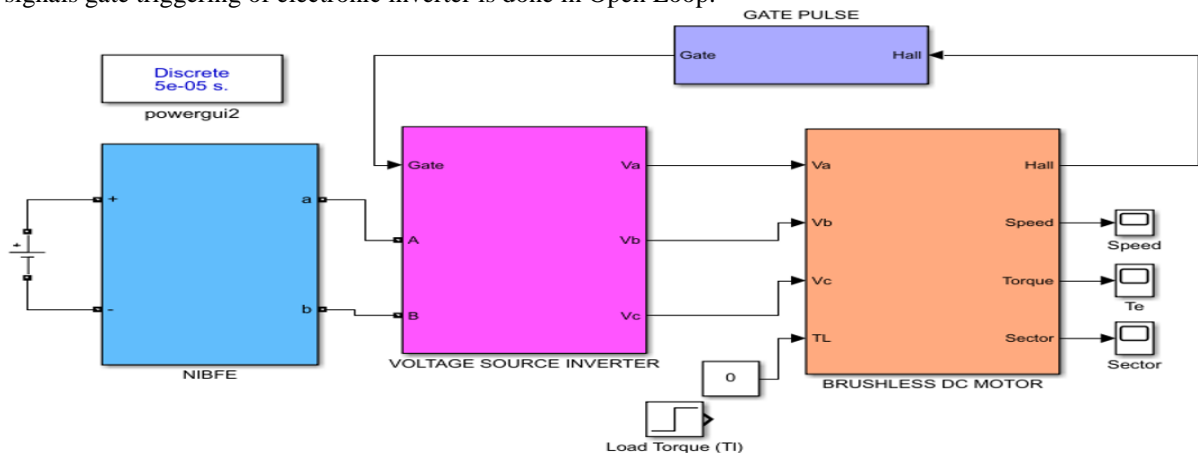 signals gate triggering of electronic inverter is done in Open Loop.
GATE PULSE
Gate
Hall
Discrete
5e-05 s.
powergui2
+
a
-
b
NIBFE
+
Gate
Va
A
Vb
B
Vc
VOLTAGE SOURCE INVERTER
Va
Hall
Vb
Speed
Vc
Torque
TL
Sector
BRUSHLESS DC MOTOR
Speed
Te
Sector
0
Load Torque (Tl)